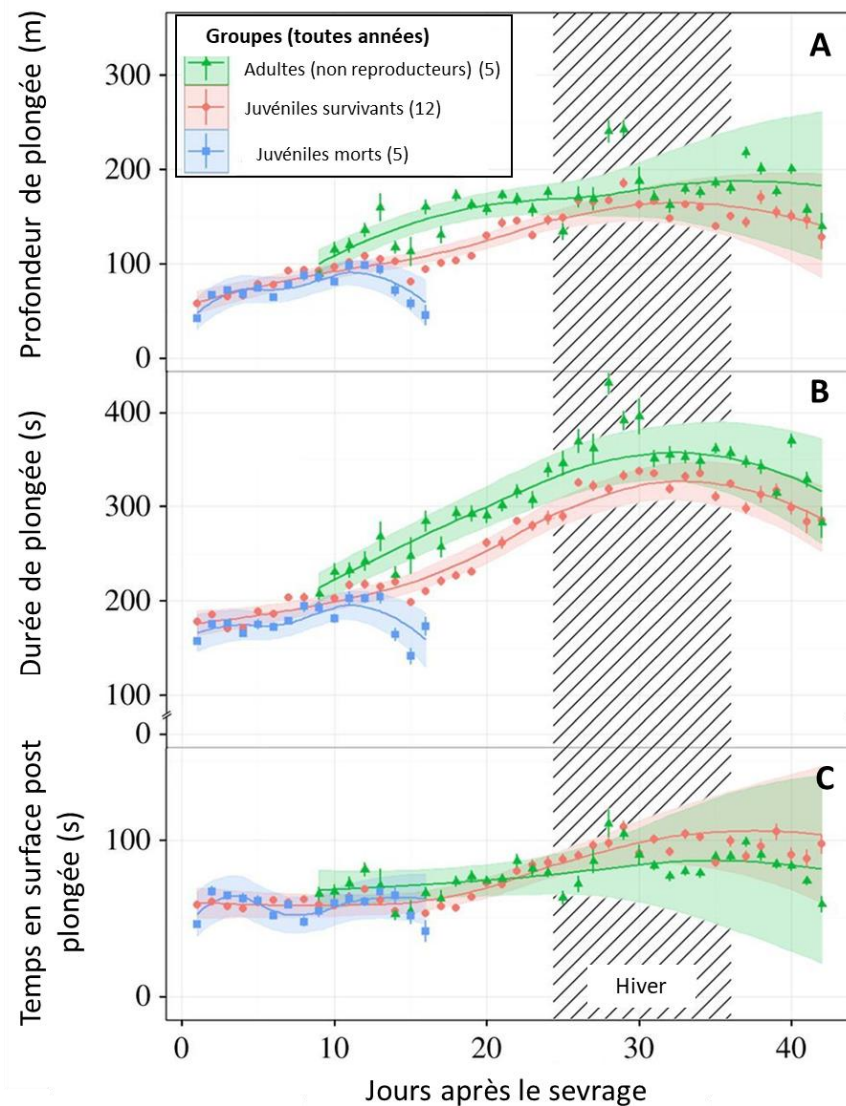 Groupes (toutes années)
Adultes (non reproducteurs) (5)
Juvéniles survivants (12)
Juvéniles morts (5)
A
Profondeur de plongée (m)
300
200
100
0
B
Durée de plongée (s)
400
300
200
100
0
C
Temps en surface post
plongée (s)
100
0
Hiver
0
10
20
30
40
Jours après le sevrage